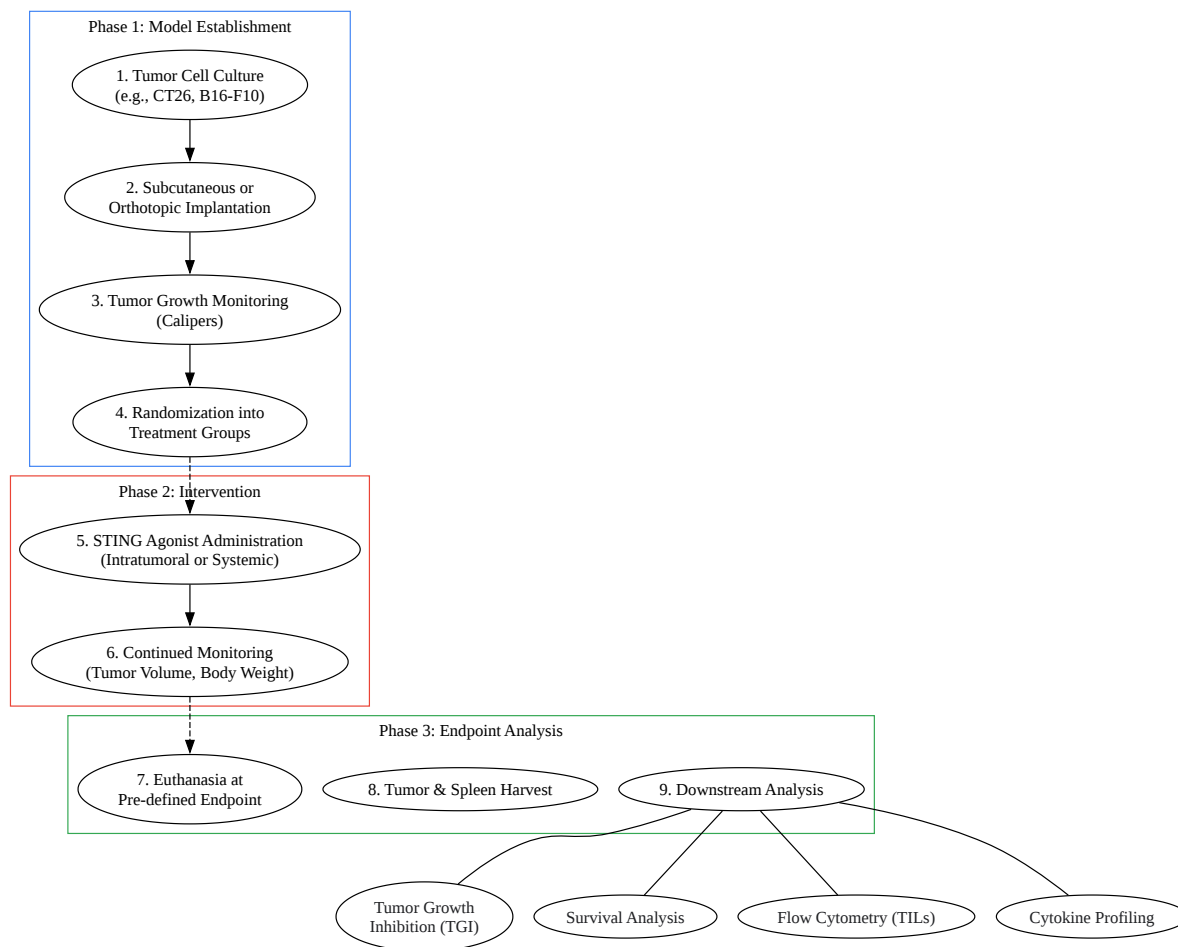 Phase 1: Model Establishment
1. Tumor Cell Culture
(e.g., CT26, B16-F10)
2. Subcutaneous or
Orthotopic Implantation
3. Tumor Growth Monitoring
(Calipers)
4. Randomization into
Treatment Groups
Phase 2: Intervention
5. STING Agonist Administration
(Intratumoral or Systemic)
6. Continued Monitoring
(Tumor Volume, Body Weight)
Phase 3: Endpoint Analysis
7. Euthanasia at
Pre-defined Endpoint
8. Tumor & Spleen Harvest
9. Downstream Analysis
Tumor Growth
Inhibition (TGI)
Survival Analysis
Flow Cytometry (TILs)
Cytokine Profiling